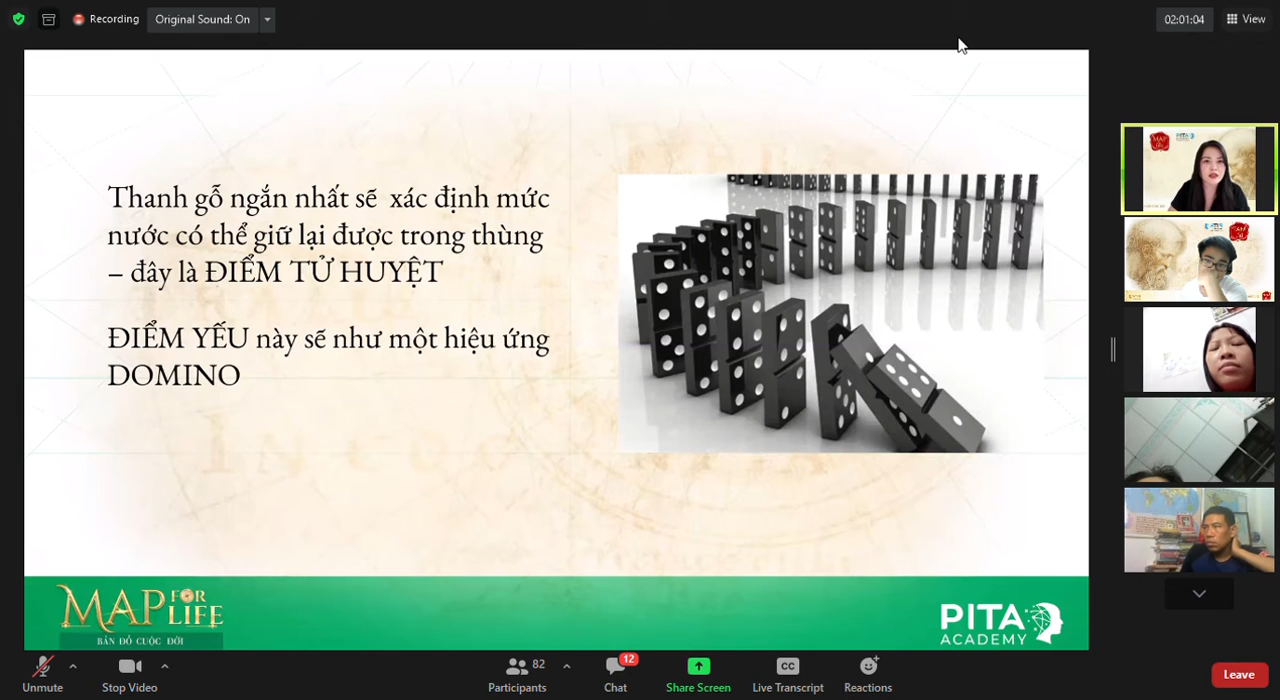 Recording
Original Sound: On
02:01:04
View
Thanh gỗ ngắn nhất sẽ xác định mức
nước có thể giữ lại được trong thùng
– đây là ĐIỂM TỬ HUYỆT
ĐIỂM YẾU này sẽ như một hiệu ứng
DOMINO
MAP FOR LIFE
BẢN ĐỒ CUỘC ĐỜI
PITA
ACADEMY
Unmute
Stop Video
82
Participants
12
Chat
Share Screen
CC
Live Transcript
Reactions
Leave